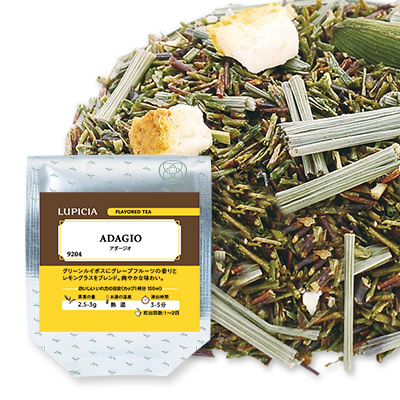 LUPICIA
FLAVORED TEA
ADAGIO
アダージオ
9204
グリーンルイボスにグレープフルーツの香りと
レモングラスをブレンド。爽やかな味わい。
おいしいいれ方の目安(カップ1杯分 150ml)
茶葉の量 お湯の温度 蒸出時間
2.5-3g 熱湯 3-5分
煎出回数:1〜2回